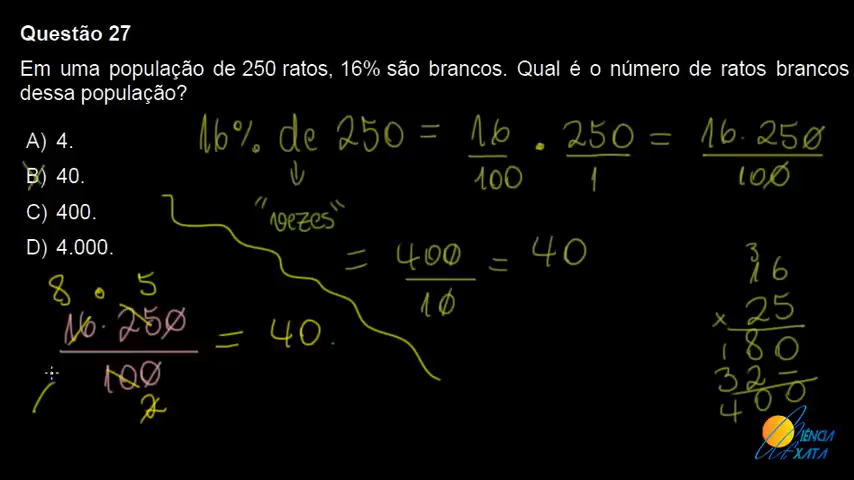 Questão 27
Em uma população de 250 ratos, 16% são brancos. Qual é o número de ratos brancos
dessa população?
A) 4.
B) 40.
C) 400.
D) 4.000.
16% de 250 = 16/100 . 250/1 = 16.250/100
"vezes"
= 400/10 = 40
8 . 5
16.250/100 = 40.
2
3
16
x 25
180
32-
400
CIÊNCIA
EXATA